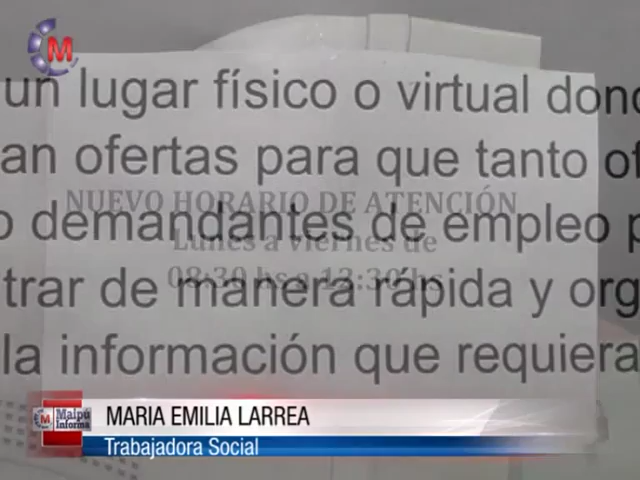 M
un lugar físico o virtual dond
an ofertas para que tanto of
NUEVO HORARIO DE ATENCIÓN
o demandantes de empleo p
Lunes a viernes de
08:30 hs a 12:30 hs
trar de manera rápida y org
la información que requiera
M Maipú
Informa
MARIA EMILIA LARREA
Trabajadora Social